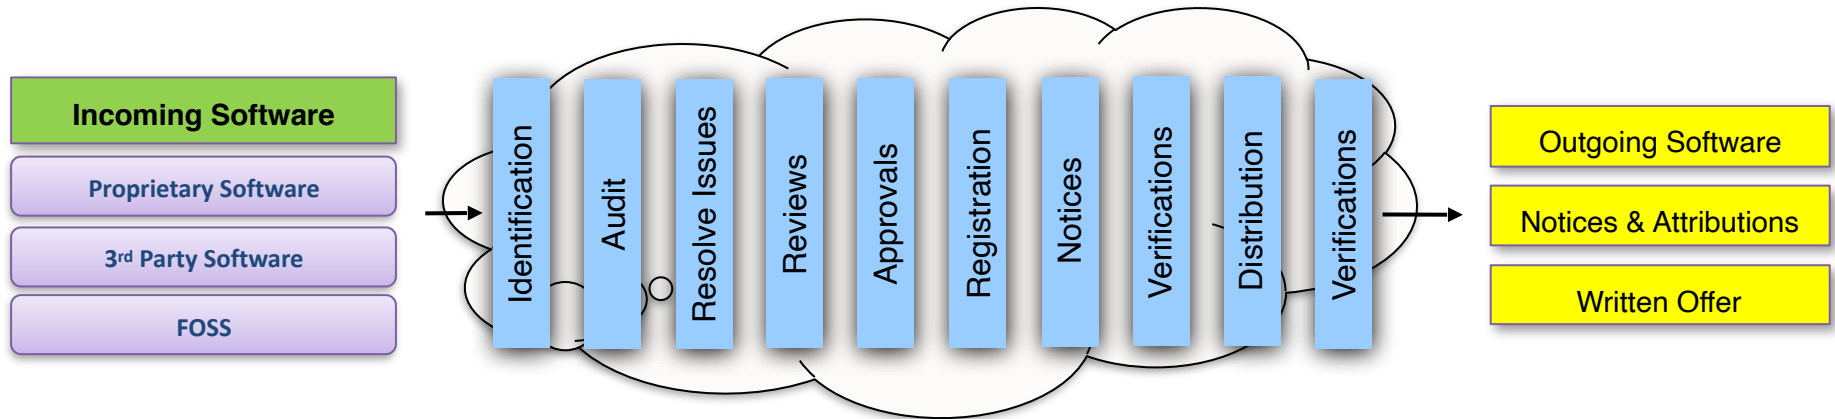 Incoming Software
Proprietary Software
3rd Party Software
FOSS
Identification
Audit
Resolve Issues
Reviews
Approvals
Registration
Notices
Verifications
Distribution
Verifications
Outgoing Software
Notices & Attributions
Written Offer